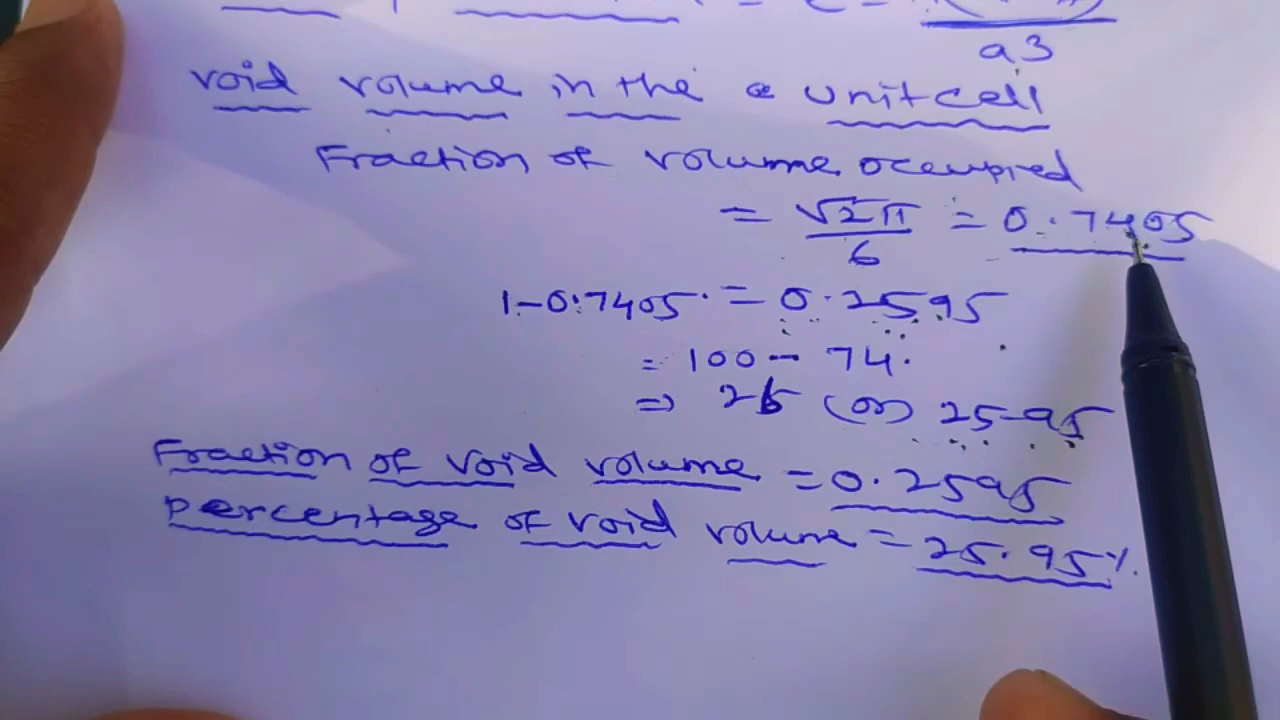 a3
void volume in the a unitcell
Fraction of volume occupied
= √2π/6 = 0.7405
1-0.7405 = 0.2595
= 100 - 74.
=> 26 (or) 25-95
Fraction of void volume = 0.2595
percentage of void volume = 25.95%.